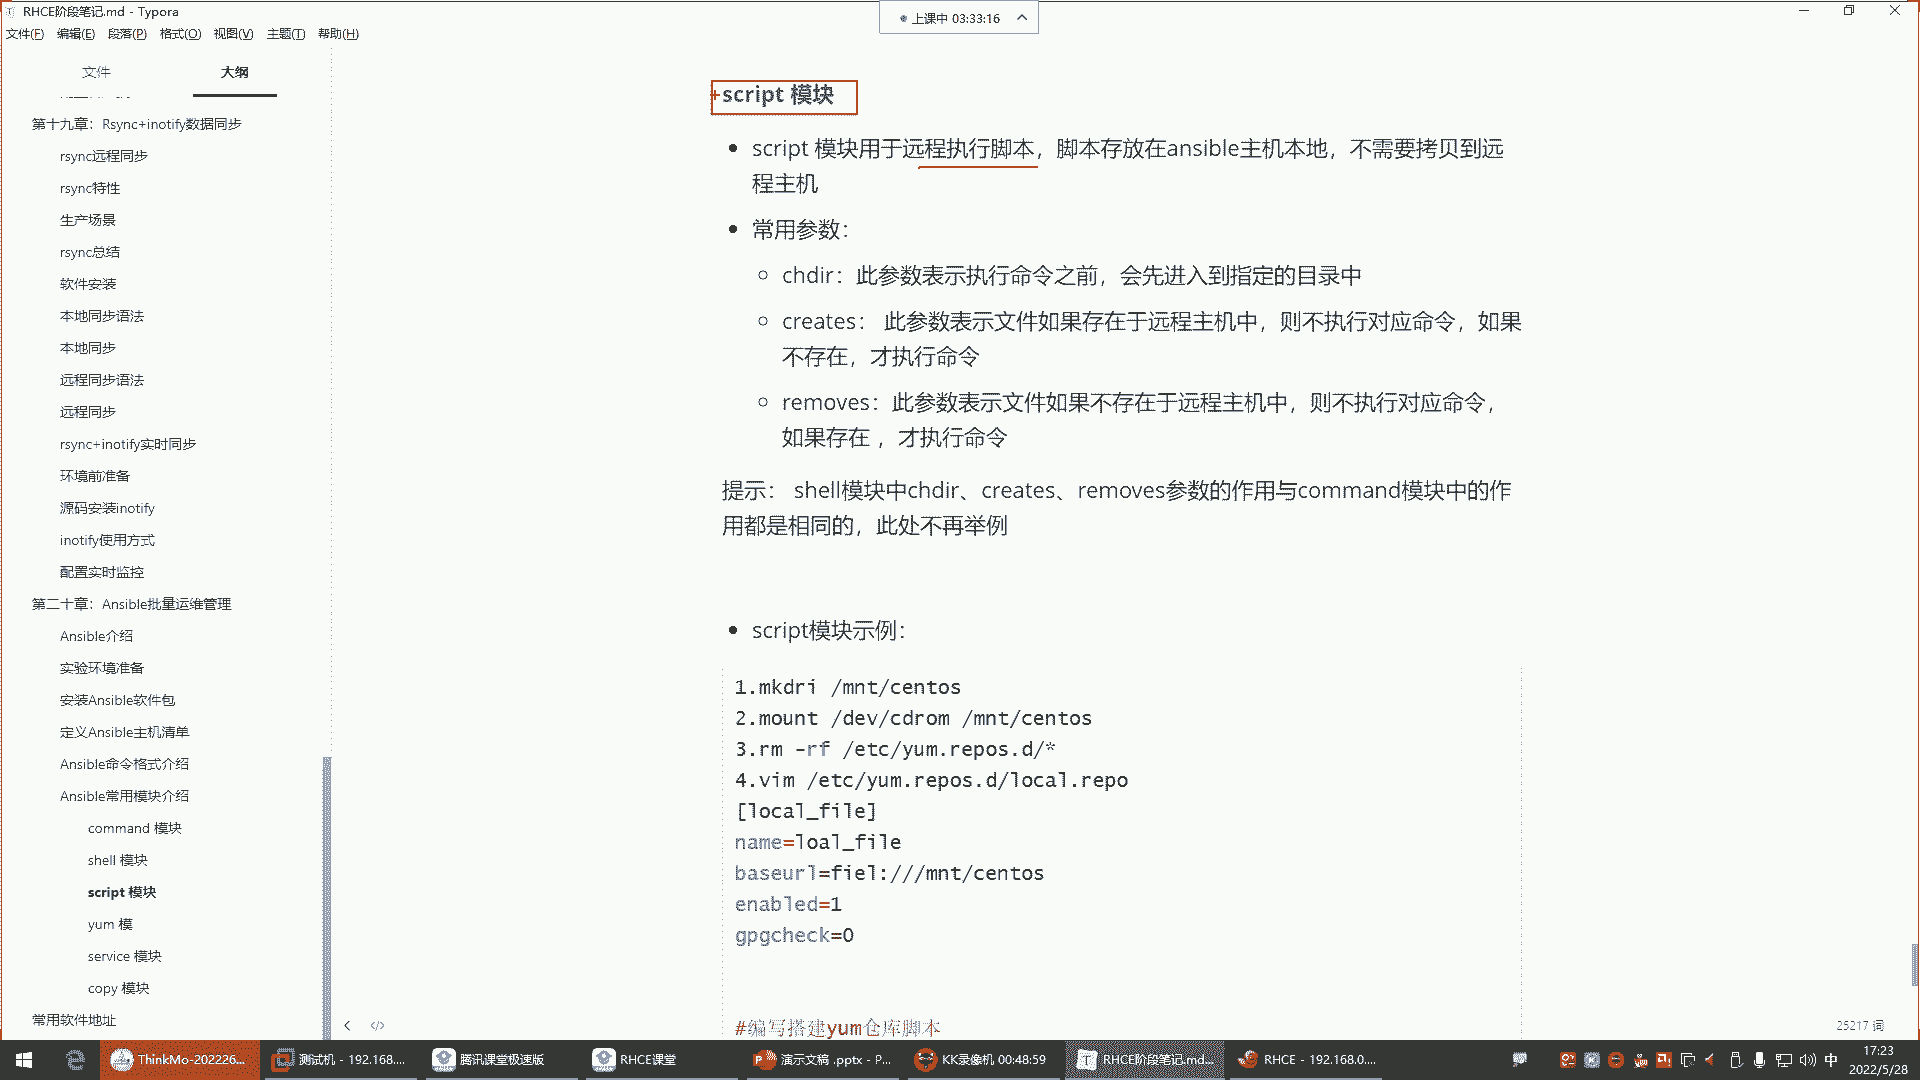 RHCE阶段笔记.md - Typora
上课中 03:33:16
文件(F) 编辑(E) 段落(P) 格式(O) 视图(V) 主题(T) 帮助(H)
文件 大纲
第十九章：Rsync+inotify数据同步
rsync远程同步
rsync特性
生产场景
rsync总结
软件安装
本地同步语法
本地同步
远程同步语法
远程同步
rsync+inotify实时同步
环境前准备
源码安装inotify
inotify使用方式
配置实时监控
第二十章：Ansible批量运维管理
Ansible介绍
实验环境准备
安装Ansible软件包
定义Ansible主机清单
Ansible命令格式介绍
Ansible常用模块介绍
command 模块
shell 模块
script 模块
yum 模
service 模块
copy 模块
常用软件地址
script 模块
script 模块用于远程执行脚本，脚本存放在ansible主机本地，不需要拷贝到远
程主机
常用参数：
chdir：此参数表示执行命令之前，会先进入到指定的目录中
creates： 此参数表示文件如果存在于远程主机中，则不执行对应命令，如果
不存在，才执行命令
removes：此参数表示文件如果不存在于远程主机中，则不执行对应命令，
如果存在 ，才执行命令
提示： shell模块中chdir、creates、removes参数的作用与command模块中的作
用都是相同的，此处不再举例
script模块示例：
1.mkdri /mnt/centos
2.mount /dev/cdrom /mnt/centos
3.rm -rf /etc/yum.repos.d/*
4.vim /etc/yum.repos.d/local.repo
[local_file]
name=loal_file
baseurl=fiel:///mnt/centos
enabled=1
gpgcheck=0
#编写搭建yum仓库脚本
25217 词
ThinkMo-202226... 测试机 - 192.168.... 腾讯课堂极速版 RHCE课堂 演示文稿 .pptx - P... KK录像机 00:48:59 RHCE阶段笔记.md... RHCE - 192.168.0.... 中 17:23
2022/5/28